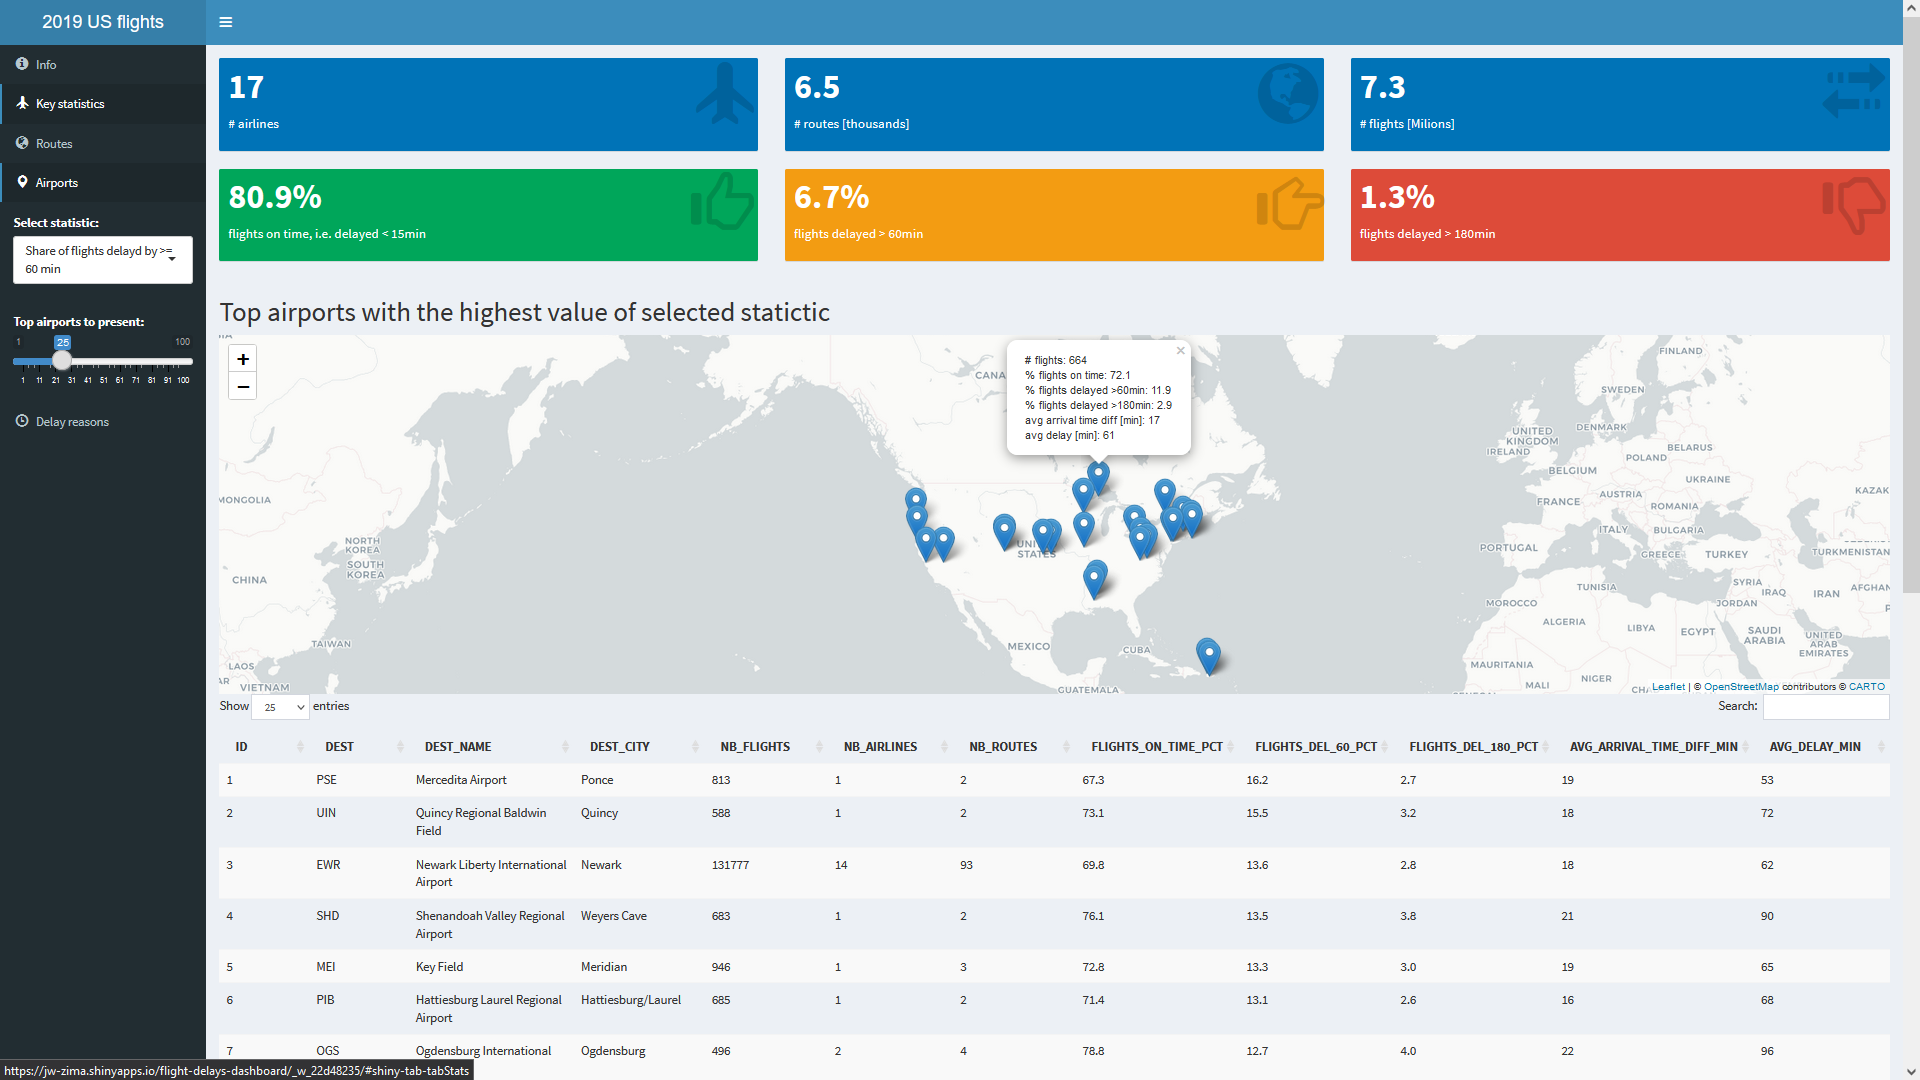 2019 US flights
Info
Key statistics
Routes
Airports
Select statistic:
Share of flights delayd by >=
60 min
Top airports to present:
1 25 100
1 11 21 31 41 51 61 71 81 91 100
Delay reasons
17
# airlines
6.5
# routes [thousands]
7.3
# flights [Milions]
80.9%
flights on time, i.e. delayed < 15min
6.7%
flights delayed > 60min
1.3%
flights delayed > 180min
Top airports with the highest value of selected statictic
+
−
# flights: 664
% flights on time: 72.1
% flights delayed >60min: 11.9
% flights delayed >180min: 2.9
avg arrival time diff [min]: 17
avg delay [min]: 61
×
CANA
FINLAND
SWEDEN
UNITED
KINGDOM
DENMARK
IRELAND
BELARUS
POLAND
BELGIUM
UKRAINE
MONGOLIA
AUSTRIA
KAZAK
FRANCE
ROMANIA
ITALY
BULGARIA
NORTH
KOREA
PORTUGAL
GREECE
TURKEY
TURKMENISTAN
UNITED
STATES
SOUTH
KOREA
CHINA
SYRIA
TUNISIA
IRAQ
IRAN
AFGHAN
MOROCCO
JORDAN
ALGERIA
LIBYA
EGYPT
SAUDI
ARABIA
UNITED
ARAB
EMIRATES
TAIWAN
MEXICO
CUBA
LAOS
MAURITANIA
NIGER
VIETNAM
GUATEMALA
MALI
CH
Leaflet | © OpenStreetMap contributors © CARTO
Show 25 entries
Search:
ID DEST DEST_NAME DEST_CITY NB_FLIGHTS NB_AIRLINES NB_ROUTES FLIGHTS_ON_TIME_PCT FLIGHTS_DEL_60_PCT FLIGHTS_DEL_180_PCT AVG_ARRIVAL_TIME_DIFF_MIN AVG_DELAY_MIN
1 PSE Mercedita Airport Ponce 813 1 2 67.3 16.2 2.7 19 53
2 UIN Quincy Regional Baldwin Quincy 588 1 2 73.1 15.5 3.2 18 72
Field
3 EWR Newark Liberty International Newark 131777 14 93 69.8 13.6 2.8 18 62
Airport
4 SHD Shenandoah Valley Regional Weyers Cave 683 1 2 76.1 13.5 3.8 21 90
Airport
5 MEI Key Field Meridian 946 1 3 72.8 13.3 3.0 19 65
6 PIB Hattiesburg Laurel Regional Hattiesburg/Laurel 685 1 2 71.4 13.1 2.6 16 68
Airport
7 OGS Ogdensburg International Ogdensburg 496 2 4 78.8 12.7 4.0 22 96
https://jw-zima.shinyapps.io/flight-delays-dashboard/_w_22d48235/#shiny-tab-tabStats